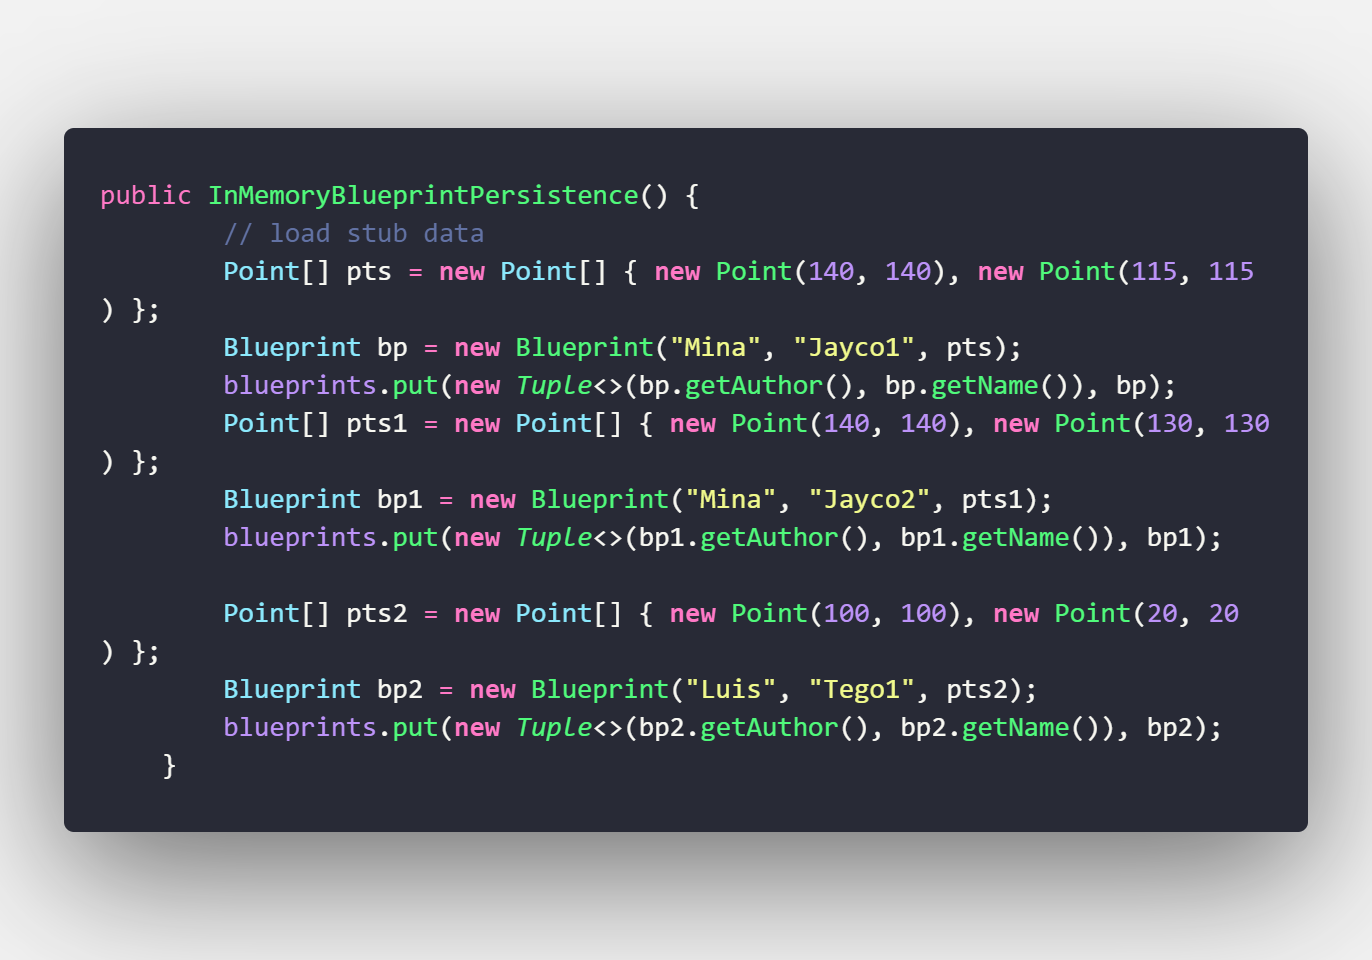 public InMemoryBlueprintPersistence() {
        // load stub data
        Point[] pts = new Point[] { new Point(140, 140), new Point(115, 115
) };
        Blueprint bp = new Blueprint("Mina", "Jayco1", pts);
        blueprints.put(new Tuple<>(bp.getAuthor(), bp.getName()), bp);
        Point[] pts1 = new Point[] { new Point(140, 140), new Point(130, 130
) };
        Blueprint bp1 = new Blueprint("Mina", "Jayco2", pts1);
        blueprints.put(new Tuple<>(bp1.getAuthor(), bp1.getName()), bp1);

        Point[] pts2 = new Point[] { new Point(100, 100), new Point(20, 20
) };
        Blueprint bp2 = new Blueprint("Luis", "Tego1", pts2);
        blueprints.put(new Tuple<>(bp2.getAuthor(), bp2.getName()), bp2);
    }